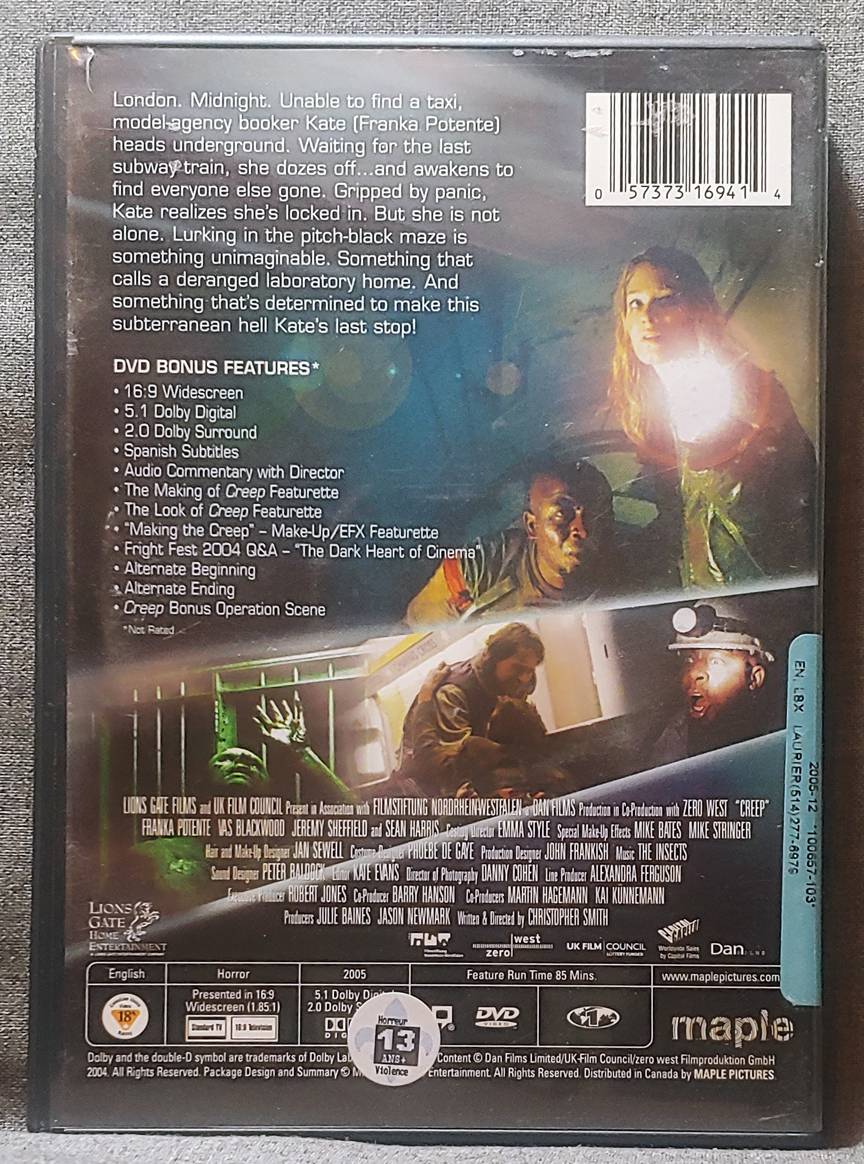 London. Midnight. Unable to find a taxi,
model-agency booker Kate (Franka Potente)
heads underground. Waiting for the last
subway train, she dozes off...and awakens to
find everyone else gone. Gripped by panic,
Kate realizes she's locked in. But she is not
alone. Lurking in the pitch-black maze is
something unimaginable. Something that
calls a deranged laboratory home. And
something that's determined to make this
subterranean hell Kate's last stop!
0 57373 16941 4
DVD BONUS FEATURES*
• 16:9 Widescreen
• 5.1 Dolby Digital
• 2.0 Dolby Surround
• Spanish Subtitles
• Audio Commentary with Director
• The Making of Creep Featurette
• The Look of Creep Featurette
• "Making the Creep" – Make-Up/EFX Featurette
• Fright Fest 2004 Q&A – "The Dark Heart of Cinema"
• Alternate Beginning
• Alternate Ending
• Creep Bonus Operation Scene
*Not Rated
EN. LBX LAURIER(514)277-6979
2005-12 *100657-103*
LIONS GATE FILMS and UK FILM COUNCIL Present in Association with FILMSTIFTUNG NORDRHEIN-WESTFALEN a DAN FILMS Production in Co-Production with ZERO WEST "CREEP"
FRANKA POTENTE VAS BLACKWOOD JEREMY SHEFFIELD and SEAN HARRIS Casting Director EMMA STYLE Special Make-Up Effects MIKE BATES MIKE STRINGER
Hair and Make-Up Designer JAN SEWELL Costume Designer PHOEBE DE GAYE Production Designer JOHN FRANKISH Music THE INSECTS
Sound Designer PETER BALDOCK Editor KATE EVANS Director of Photography DANNY COHEN Line Producer ALEXANDRA FERGUSON
Executive Producer ROBERT JONES Co-Producer BARRY HANSON Co-Producers MARTIN HAGEMANN KAI KÜNNEMANN
Producers JULIE BAINES JASON NEWMARK Written & Directed by CHRISTOPHER SMITH
LIONS
GATE
HOME
ENTERTAINMENT
zero west
UK FILM COUNCIL
LOTTERY FUNDED
Worldwide Sales
by Capitol Films
Dan FILMS
English Horror 2005 Feature Run Time 85 Mins. www.maplepictures.com
18
Presented in 16:9
Widescreen (1.85:1)
Standard TV 16:9 Television
5.1 Dolby Digital
2.0 Dolby S
DVD
VIDEO
1
maple
Horreur
13
ANS+
Violence
Dolby and the double-D symbol are trademarks of Dolby La Content © Dan Films Limited/UK-Film Council/zero west Filmproduktion GmbH
2004. All Rights Reserved. Package Design and Summary © M Entertainment. All Rights Reserved. Distributed in Canada by MAPLE PICTURES.